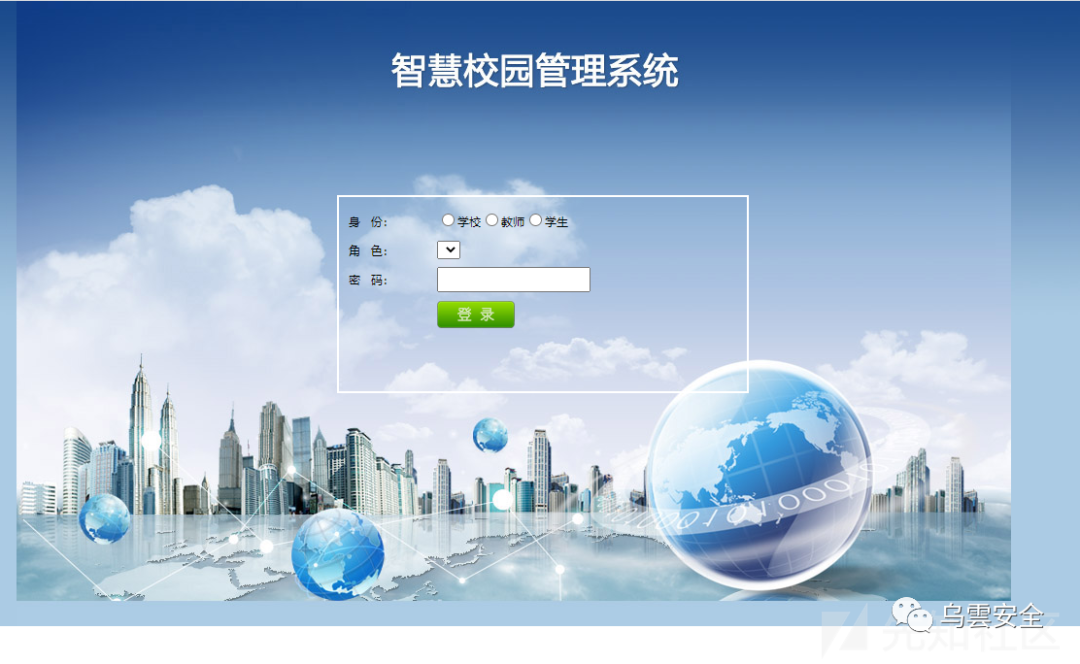 智慧校园管理系统
身 份： 学校 教师 学生
角 色：
密 码：
登 录
乌雲安全
先知社区